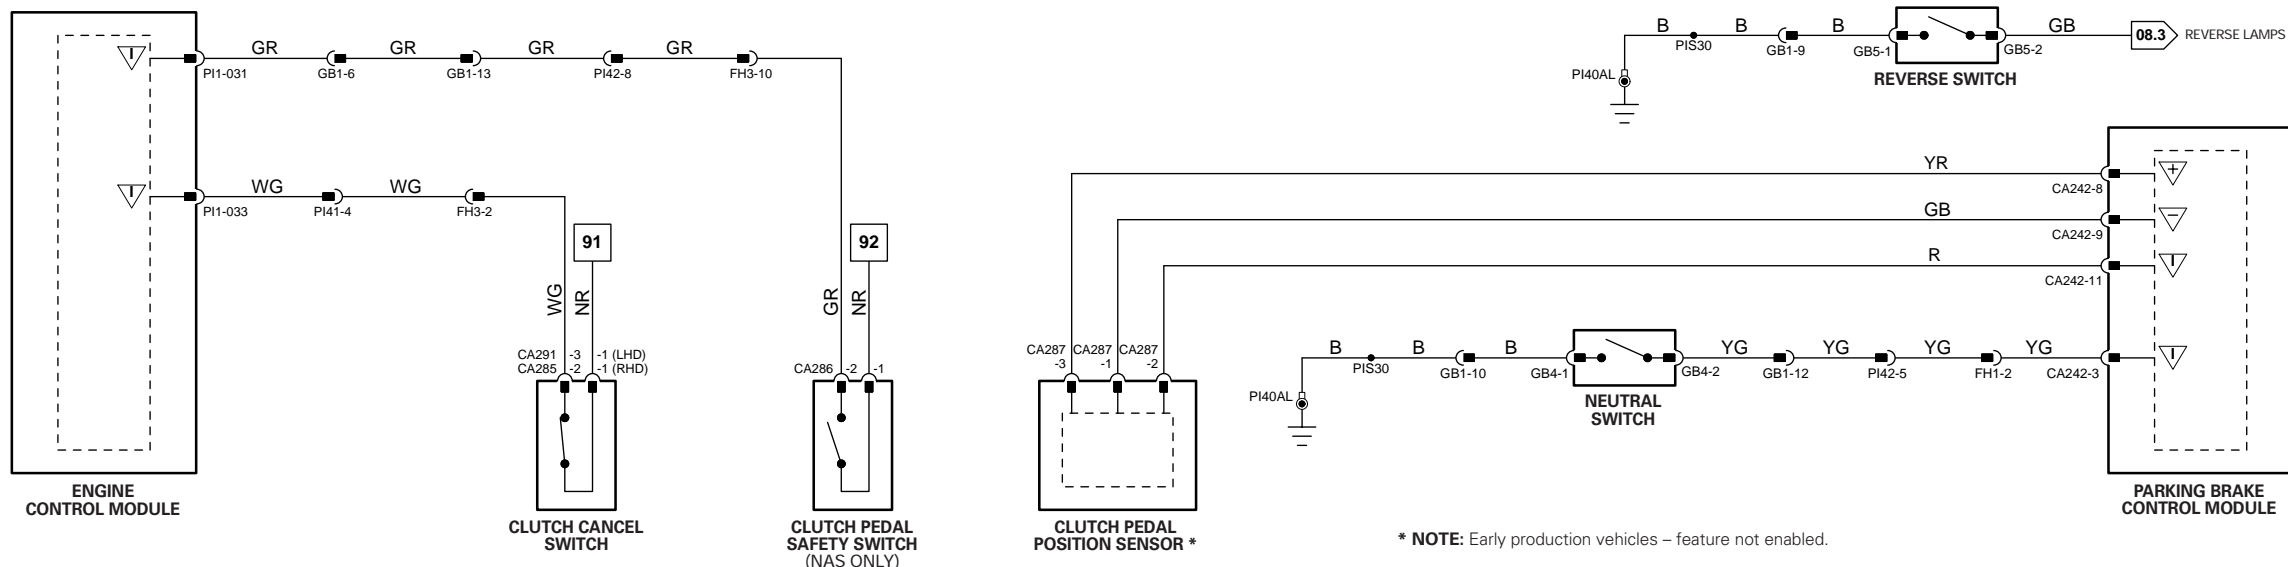 GR GR GR GR
PI1-031 GB1-6 GB1-13 PI42-8 FH3-10
WG WG
PI1-033 PI41-4 FH3-2
91
92
WG NR
GR NR
CA291 -3 -1 (LHD)
CA285 -2 -1 (RHD)
CA286 -2 -1
ENGINE
CONTROL MODULE
CLUTCH CANCEL
SWITCH
CLUTCH PEDAL
SAFETY SWITCH
(NAS ONLY)
B B B GB
PIS30 GB1-9 GB5-1 GB5-2
08.3 REVERSE LAMPS
PI40AL
REVERSE SWITCH
YR
CA242-8
GB
CA242-9
R
CA242-11
CA287 CA287 CA287
-3 -1 -2
CLUTCH PEDAL
POSITION SENSOR *
B B B YG YG YG YG
PIS30 GB1-10 GB4-1 GB4-2 GB1-12 PI42-5 FH1-2 CA242-3
PI40AL
NEUTRAL
SWITCH
PARKING BRAKE
CONTROL MODULE
* NOTE: Early production vehicles – feature not enabled.